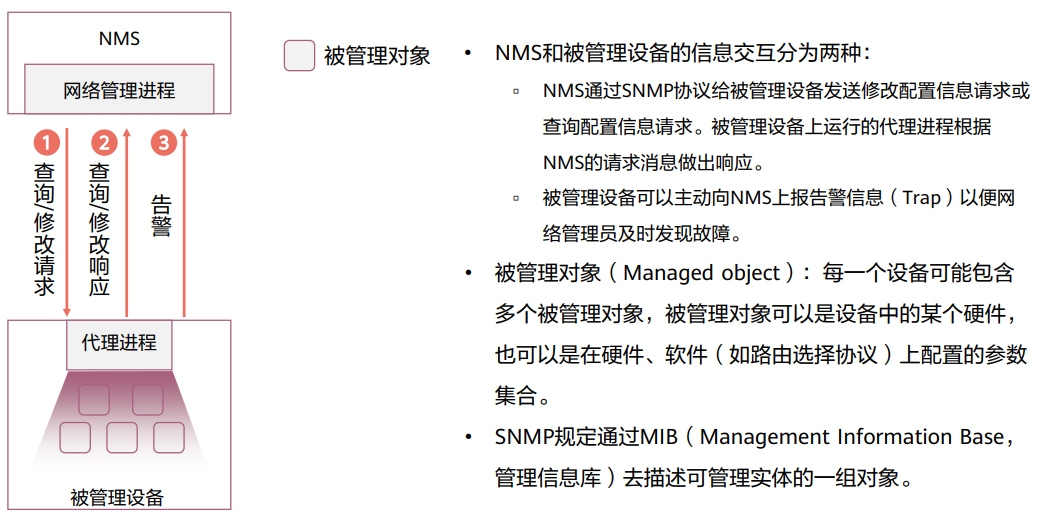 NMS
网络管理进程
1
2
3
查询/修改请求
查询/修改响应
告警
代理进程
被管理设备
被管理对象
• NMS和被管理设备的信息交互分为两种：
▫ NMS通过SNMP协议给被管理设备发送修改配置信息请求或
查询配置信息请求。被管理设备上运行的代理进程根据
NMS的请求消息做出响应。
▫ 被管理设备可以主动向NMS上报告警信息（Trap）以便网
络管理员及时发现故障。
• 被管理对象（Managed object）：每一个设备可能包含
多个被管理对象，被管理对象可以是设备中的某个硬件，
也可以是在硬件、软件（如路由选择协议）上配置的参数
集合。
• SNMP规定通过MIB（Management Information Base，
管理信息库）去描述可管理实体的一组对象。